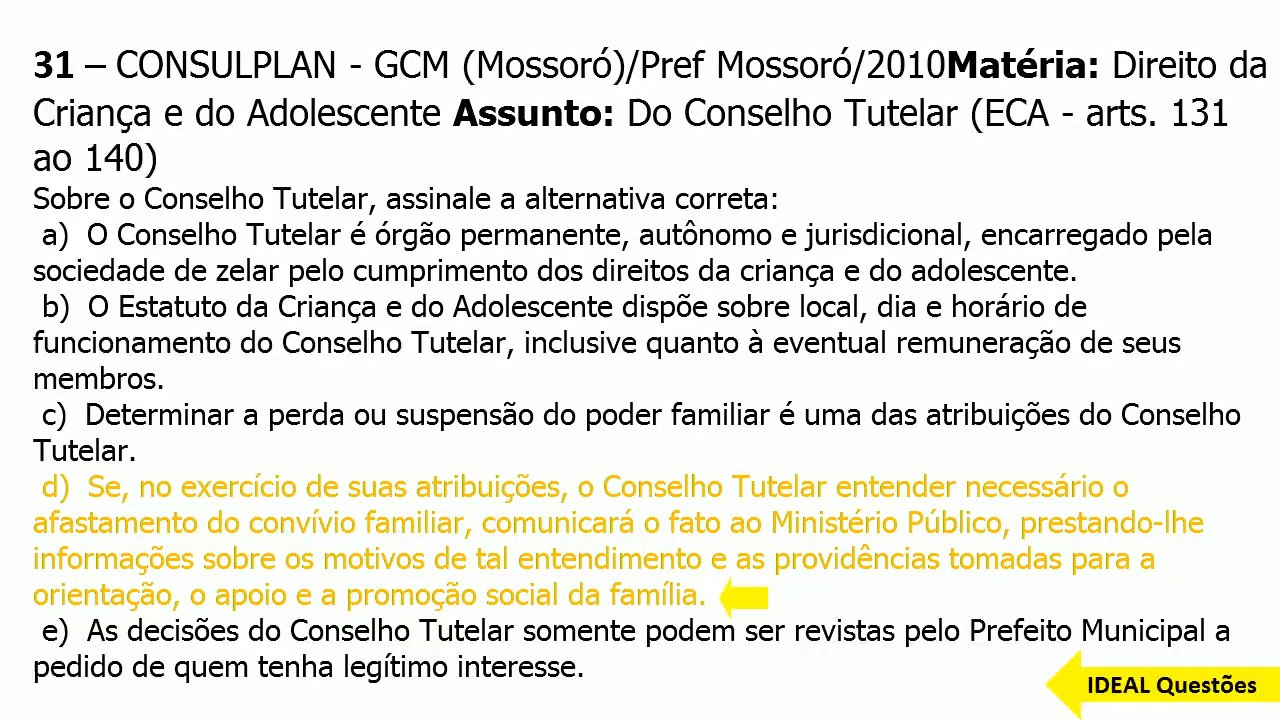 31 – CONSULPLAN - GCM (Mossoró)/Pref Mossoró/2010Matéria: Direito da
Criança e do Adolescente Assunto: Do Conselho Tutelar (ECA - arts. 131
ao 140)
Sobre o Conselho Tutelar, assinale a alternativa correta:
a) O Conselho Tutelar é órgão permanente, autônomo e jurisdicional, encarregado pela
sociedade de zelar pelo cumprimento dos direitos da criança e do adolescente.
b) O Estatuto da Criança e do Adolescente dispõe sobre local, dia e horário de
funcionamento do Conselho Tutelar, inclusive quanto à eventual remuneração de seus
membros.
c) Determinar a perda ou suspensão do poder familiar é uma das atribuições do Conselho
Tutelar.
d) Se, no exercício de suas atribuições, o Conselho Tutelar entender necessário o
afastamento do convívio familiar, comunicará o fato ao Ministério Público, prestando-lhe
informações sobre os motivos de tal entendimento e as providências tomadas para a
orientação, o apoio e a promoção social da família.
e) As decisões do Conselho Tutelar somente podem ser revistas pelo Prefeito Municipal a
pedido de quem tenha legítimo interesse.
IDEAL Questões